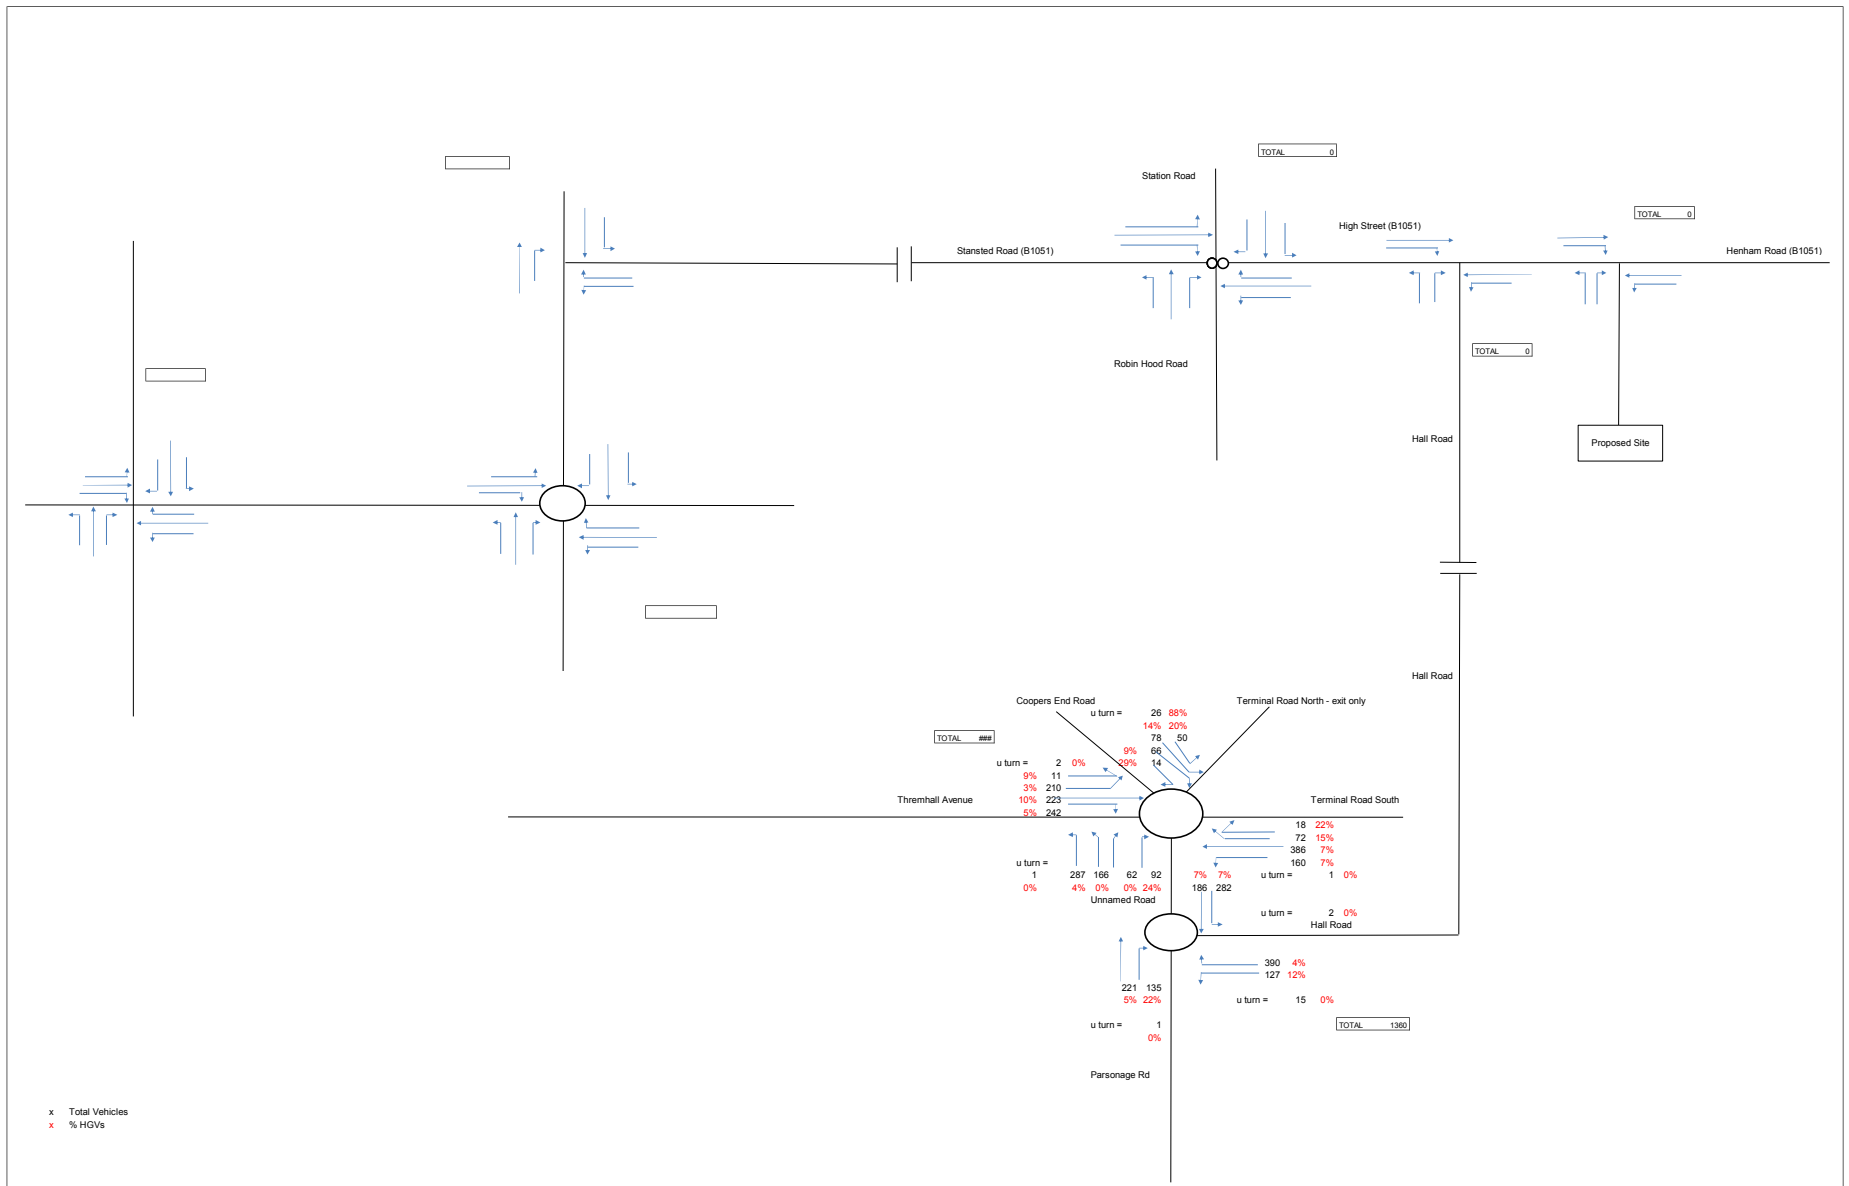 TOTAL 0
Station Road
TOTAL 0
High Street (B1051)
Stansted Road (B1051)
Henham Road (B1051)
TOTAL 0
Robin Hood Road
Hall Road
Proposed Site
Hall Road
Coopers End Road
Terminal Road North - exit only
u turn = 26 88%
14% 20%
TOTAL ###
78 50
9% 66
u turn = 2 0% 29% 14
9% 11
3% 210
Thremhall Avenue 10% 223 Terminal Road South
5% 242
18 22%
72 15%
386 7%
u turn = 160 7%
1 287 166 62 92 7% 7% u turn = 1 0%
0% 4% 0% 0% 24% 186 282
Unnamed Road
u turn = 2 0%
Hall Road
390 4%
127 12%
221 135
5% 22% u turn = 15 0%
u turn = 1 TOTAL 1360
0%
Parsonage Rd
x Total Vehicles
x % HGVs